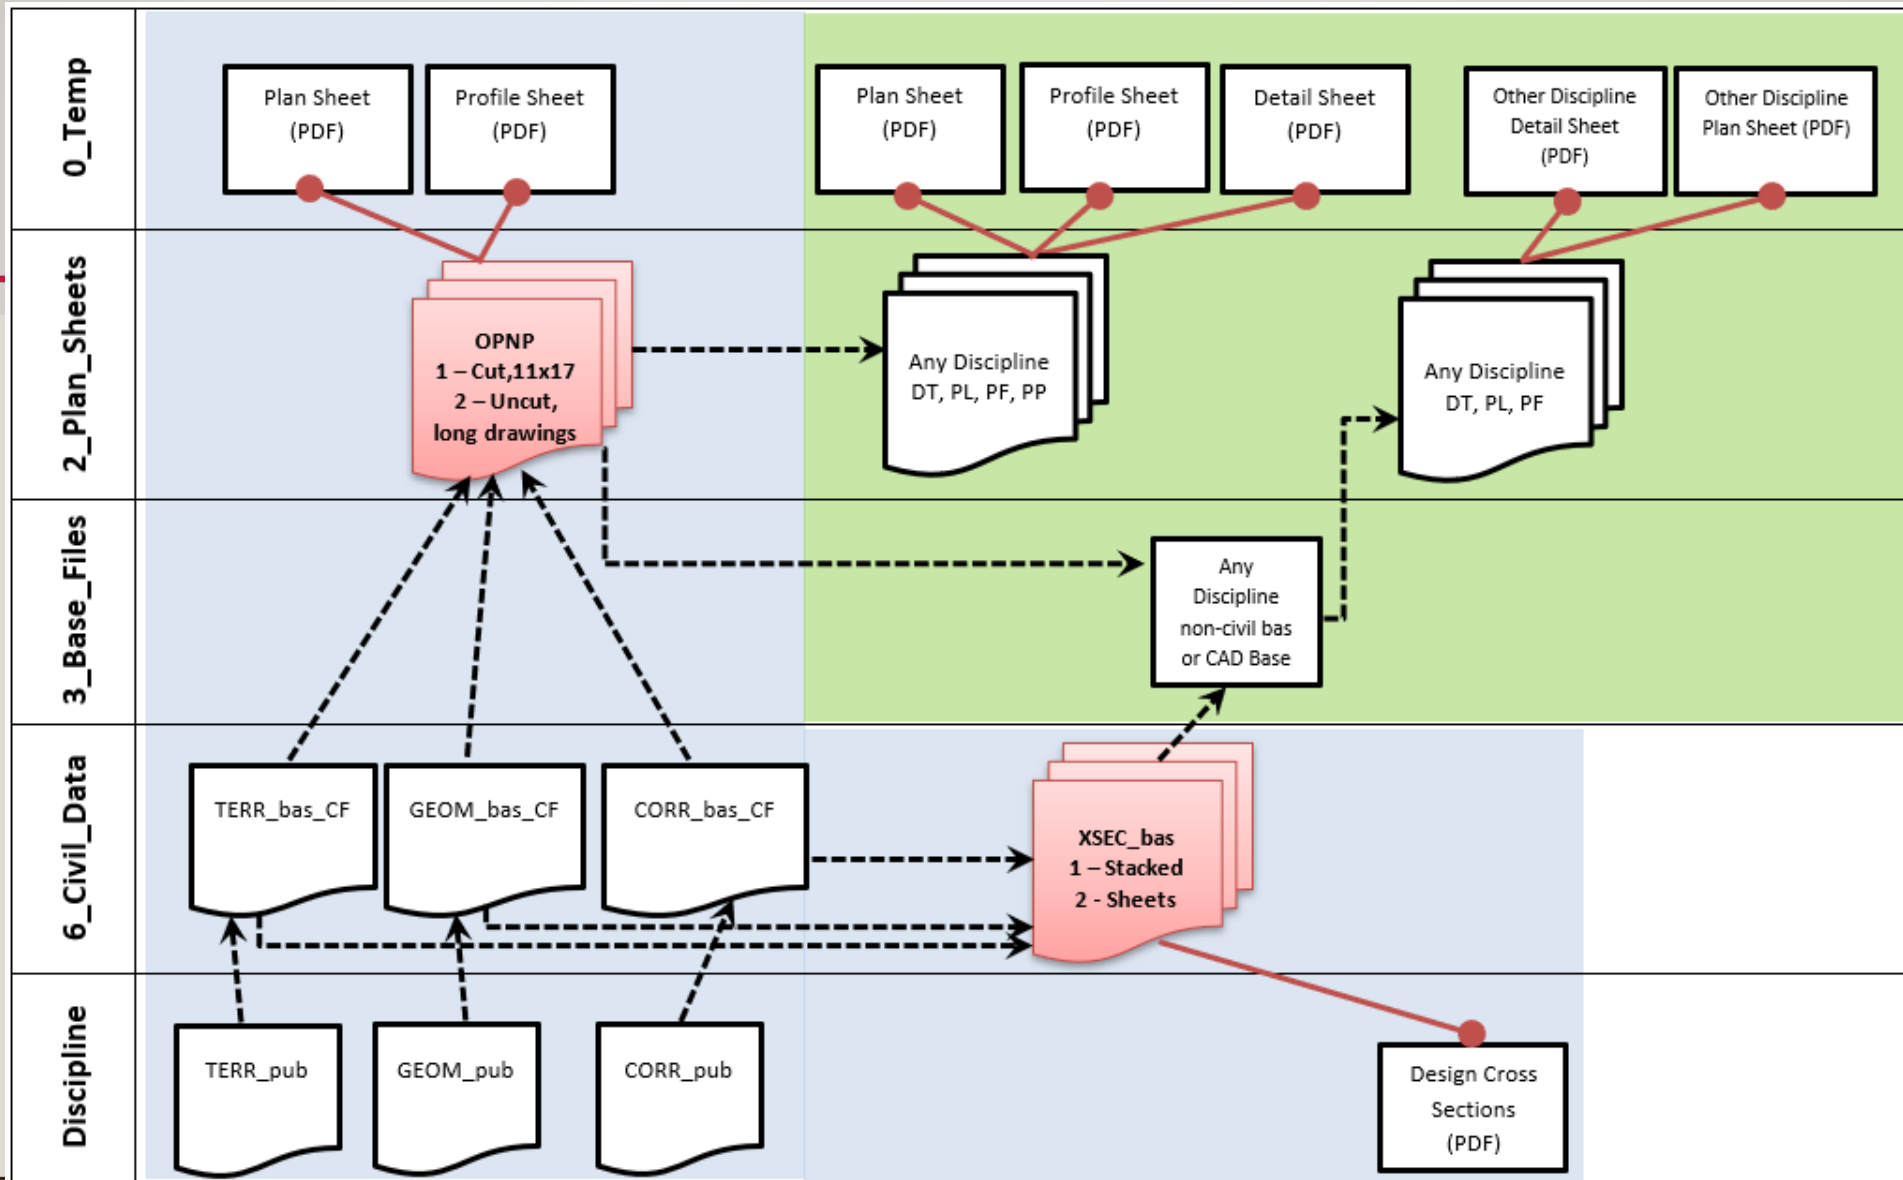 0_Temp
Plan Sheet
(PDF)
Profile Sheet
(PDF)
Plan Sheet
(PDF)
Profile Sheet
(PDF)
Detail Sheet
(PDF)
Other Discipline
Detail Sheet
(PDF)
Other Discipline
Plan Sheet (PDF)
2_Plan_Sheets
OPNP
1 – Cut,11x17
2 – Uncut,
long drawings
Any Discipline
DT, PL, PF, PP
Any Discipline
DT, PL, PF
3_Base_Files
Any
Discipline
non-civil bas
or CAD Base
6_Civil_Data
TERR_bas_CF
GEOM_bas_CF
CORR_bas_CF
XSEC_bas
1 – Stacked
2 - Sheets
Discipline
TERR_pub
GEOM_pub
CORR_pub
Design Cross
Sections
(PDF)